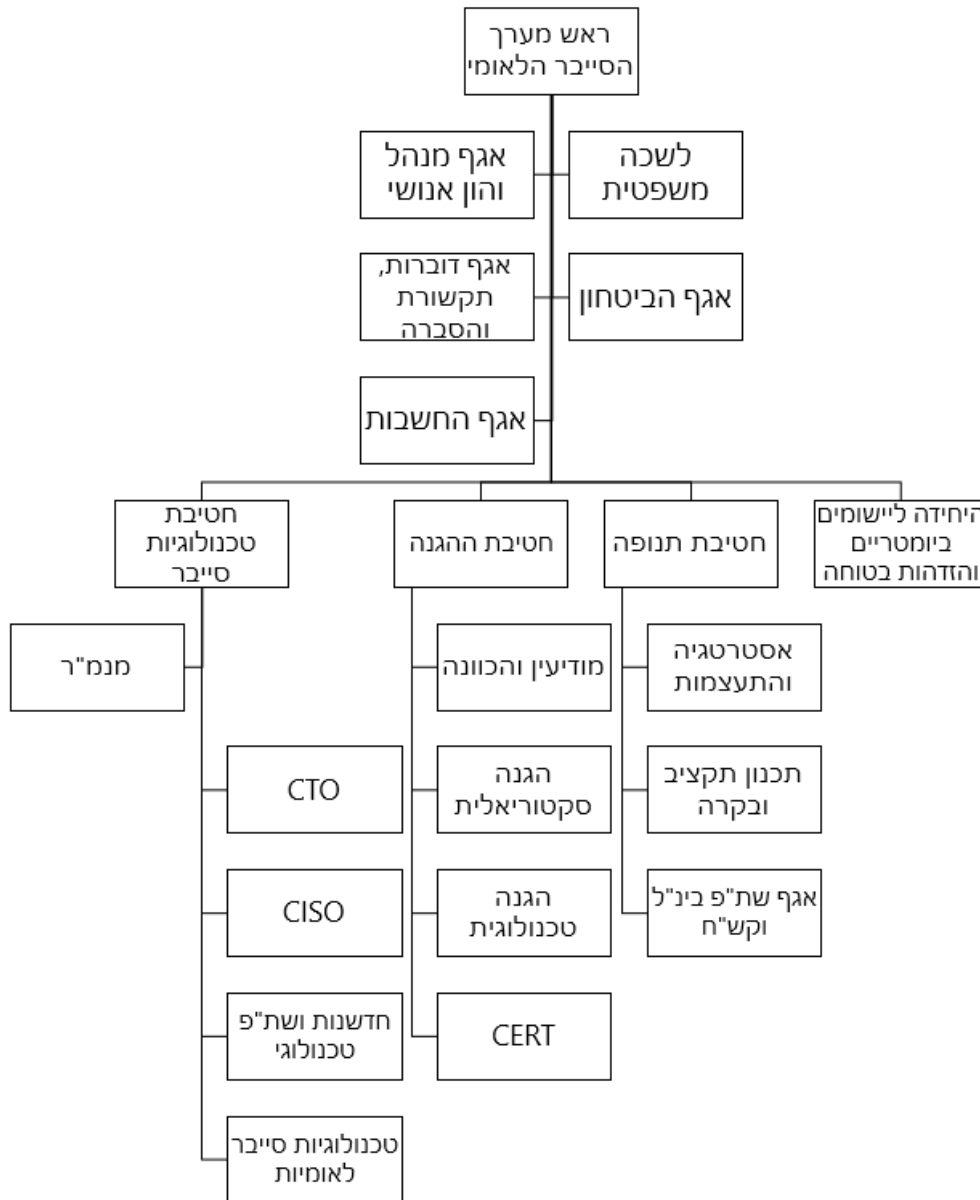 ראש מערך
הסייבר הלאומי
לשכה
משפטית
אגף מנהל
והון אנושי
אגף הביטחון
אגף דוברות,
תקשורת
והסברה
אגף החשבות
היחידה ליישומים
ביומטריים
והזדהות בטוחה
חטיבת תנופה
חטיבת ההגנה
חטיבת
טכנולוגיות
סייבר
אסטרטגיה
והתעצמות
תכנון תקציב
ובקרה
אגף שת"פ בינ"ל
וקש"ח
מודיעין והכוונה
הגנה
סקטוריאלית
הגנה
טכנולוגית
CERT
מנמ"ר
CTO
CISO
חדשנות ושת"פ
טכנולוגי
טכנולוגיות סייבר
לאומיות